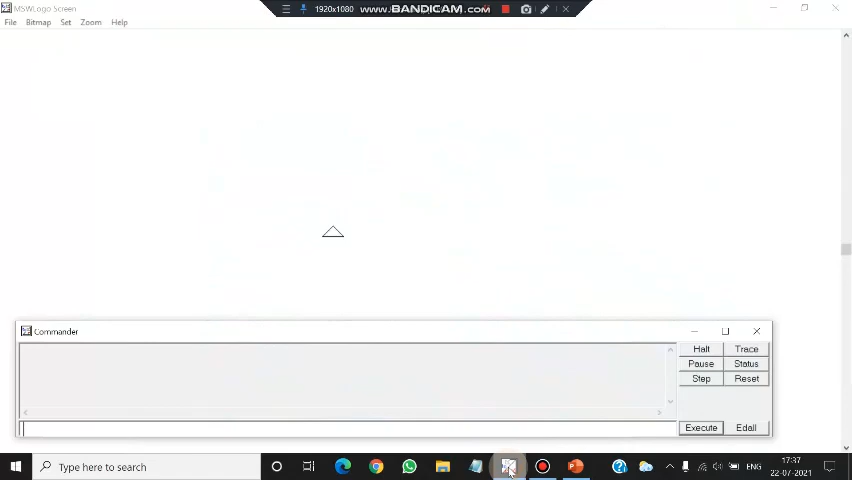 MSWLogo Screen
1920x1080 WWW.BANDICAM.COM
File Bitmap Set Zoom Help
Commander
Halt Trace
Pause Status
Step Reset
Execute Edall
Type here to search
ENG
17:37
22-07-2021